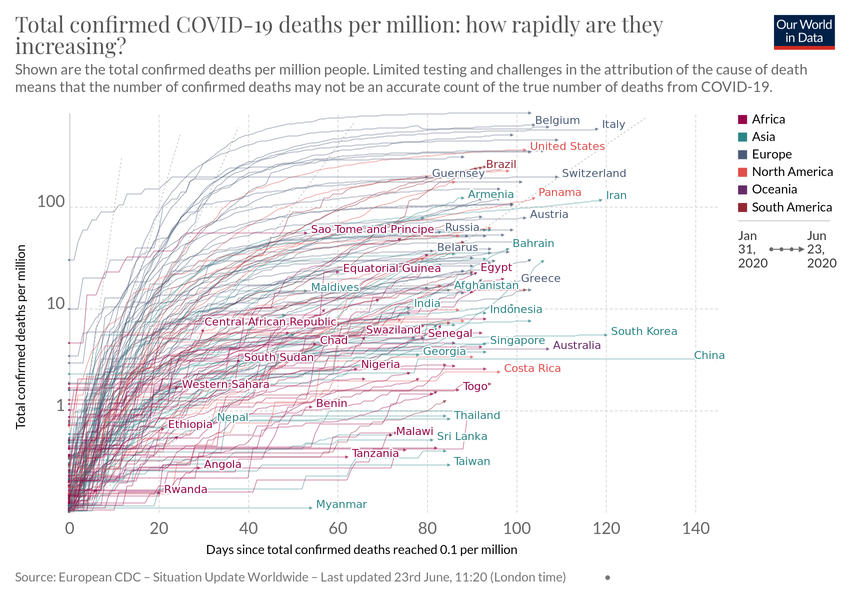 Total confirmed COVID-19 deaths per million: how rapidly are they
increasing?
Our World
in Data
Shown are the total confirmed deaths per million people. Limited testing and challenges in the attribution of the cause of death
means that the number of confirmed deaths may not be an accurate count of the true number of deaths from COVID-19.
Total confirmed deaths per million
100
10
1
Belgium
Italy
United States
Brazil
Guernsey
Switzerland
Armenia
Panama
Iran
Austria
Sao Tome and Principe
Russia
Belarus
Bahrain
Equatorial Guinea
Egypt
Greece
Maldives
Afghanistan
India
Indonesia
Central African Republic
Swaziland
Senegal
South Korea
Chad
Singapore
Australia
Georgia
China
South Sudan
Nigeria
Costa Rica
Western Sahara
Togo
Benin
Nepal
Thailand
Ethiopia
Malawi
Sri Lanka
Tanzania
Angola
Taiwan
Rwanda
Myanmar
0 20 40 60 80 100 120 140
Days since total confirmed deaths reached 0.1 per million
Africa
Asia
Europe
North America
Oceania
South America
Jan
31,
2020
Jun
23,
2020
Source: European CDC – Situation Update Worldwide – Last updated 23rd June, 11:20 (London time)